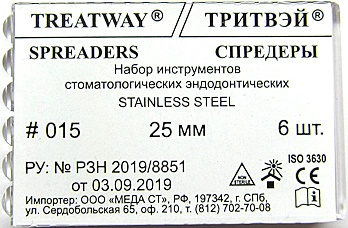 TREATWAY® / ТРИТВЭЙ®
SPREADERS СПРЕДЕРЫ
Набор инструментов
стоматологических эндодонтических
STAINLESS STEEL
# 015 25 мм 6 шт.
РУ: № РЗН 2019/8851
от 03.09.2019
NON STERILE
ISO 3630
Импортер: ООО «МЕДА СТ», РФ, 197342, г. СПб,
ул. Сердобольская 65, оф. 210, т. (812) 702-70-08